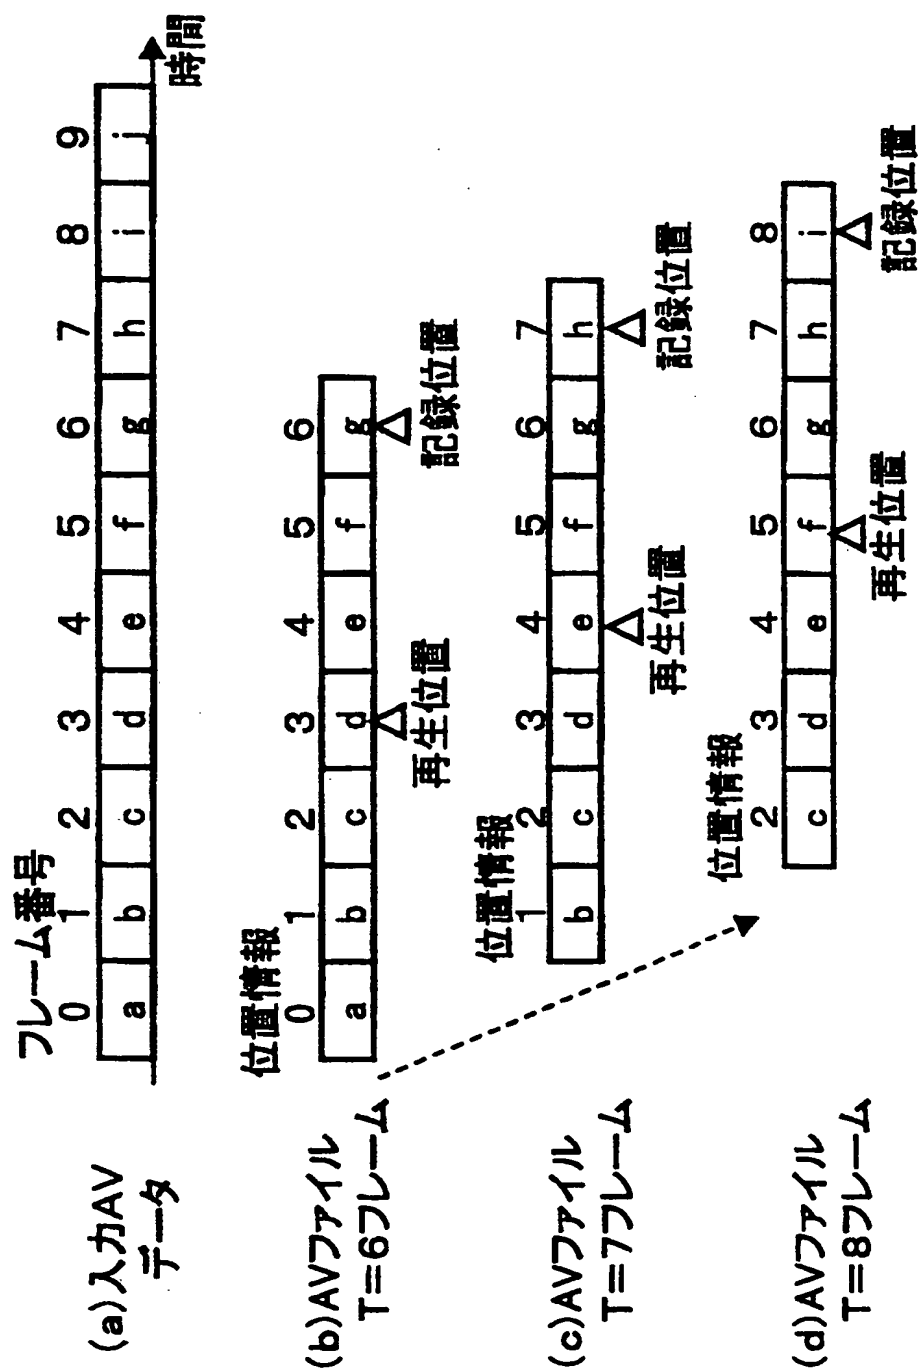 フレーム番号
0 1 2 3 4 5 6 7 8 9
(a)入力AV
データ
a b c d e f g h i j
時間
位置情報
0 1 2 3 4 5 6
(b)AVファイル
T=6フレーム
a b c d e f g
再生位置
記録位置
位置情報
1 2 3 4 5 6 7
(c)AVファイル
T=7フレーム
b c d e f g h
再生位置
記録位置
位置情報
2 3 4 5 6 7 8
(d)AVファイル
T=8フレーム
c d e f g h i
再生位置
記録位置